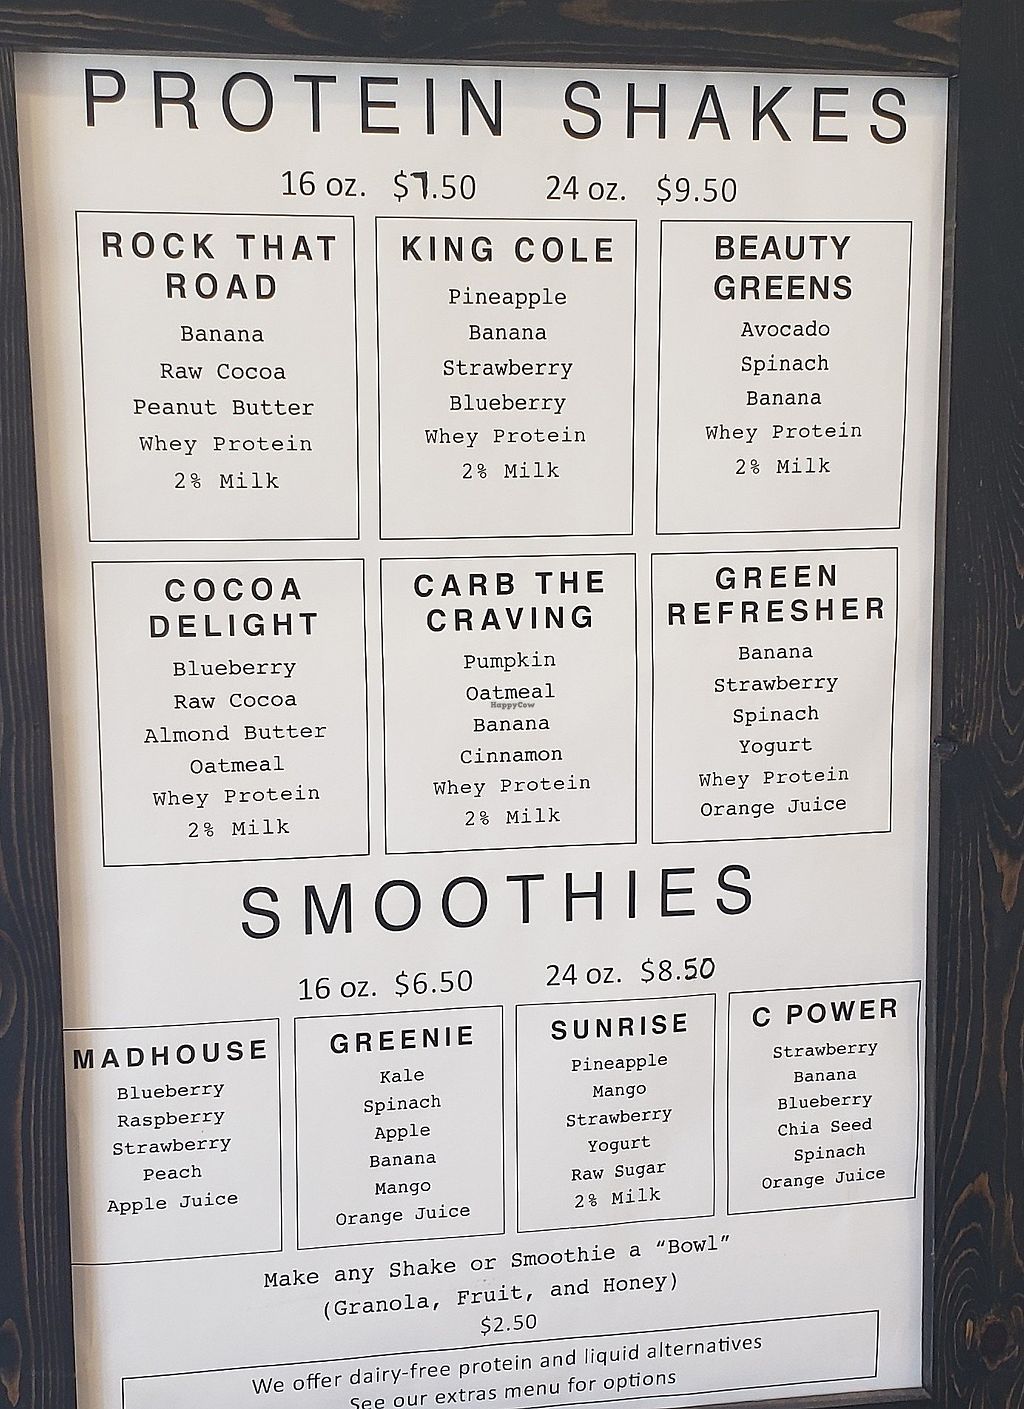 PROTEIN SHAKES
16 oz. $7.50 24 oz. $9.50
ROCK THAT
ROAD
Banana
Raw Cocoa
Peanut Butter
Whey Protein
2% Milk
KING COLE
Pineapple
Banana
Strawberry
Blueberry
Whey Protein
2% Milk
BEAUTY
GREENS
Avocado
Spinach
Banana
Whey Protein
2% Milk
COCOA
DELIGHT
Blueberry
Raw Cocoa
Almond Butter
Oatmeal
Whey Protein
2% Milk
CARB THE
CRAVING
Pumpkin
Oatmeal
HappyCow
Banana
Cinnamon
Whey Protein
2% Milk
GREEN
REFRESHER
Banana
Strawberry
Spinach
Yogurt
Whey Protein
Orange Juice
SMOOTHIES
16 oz. $6.50 24 oz. $8.50
MADHOUSE
Blueberry
Raspberry
Strawberry
Peach
Apple Juice
GREENIE
Kale
Spinach
Apple
Banana
Mango
Orange Juice
SUNRISE
Pineapple
Mango
Strawberry
Yogurt
Raw Sugar
2% Milk
C POWER
Strawberry
Banana
Blueberry
Chia Seed
Spinach
Orange Juice
Make any Shake or Smoothie a “Bowl”
(Granola, Fruit, and Honey)
$2.50
We offer dairy-free protein and liquid alternatives
See our extras menu for options